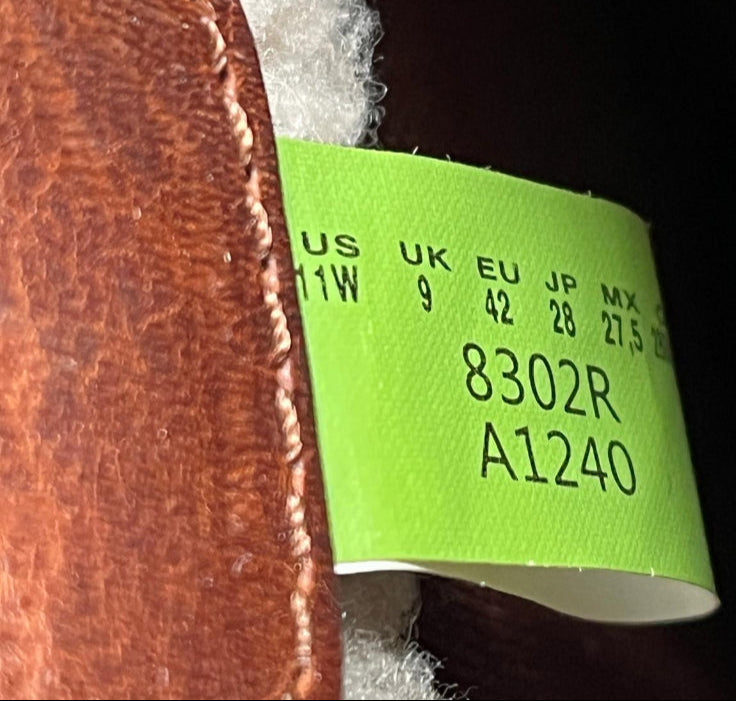 US UK EU JP MX
11W 9 42 28 27,5
8302R
A1240